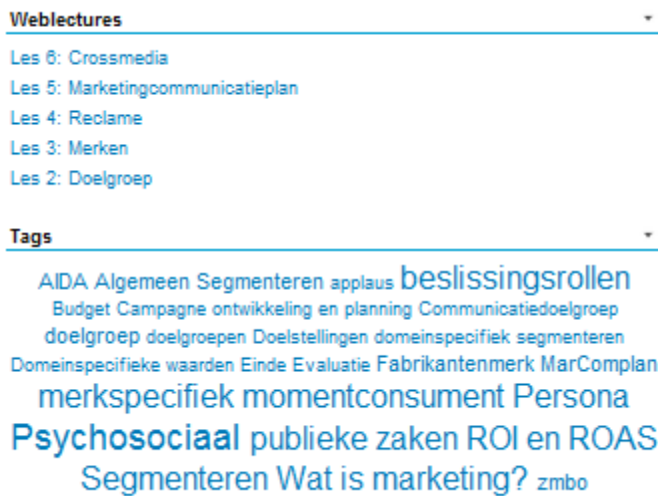 Weblectures
Les 6: Crossmedia
Les 5: Marketingcommunicatieplan
Les 4: Reclame
Les 3: Merken
Les 2: Doelgroep
Tags
AIDA Algemeen Segmenteren applaus beslissingsrollen
Budget Campagne ontwikkeling en planning Communicatiedoelgroep
doelgroep doelgroepen Doelstellingen domeinspecifiek segmenteren
Domeinspecifieke waarden Einde Evaluatie Fabrikantenmerk MarComplan
merkspecifiek momentconsument Persona
Psychosociaal publieke zaken ROI en ROAS
Segmenteren Wat is marketing? zmbo